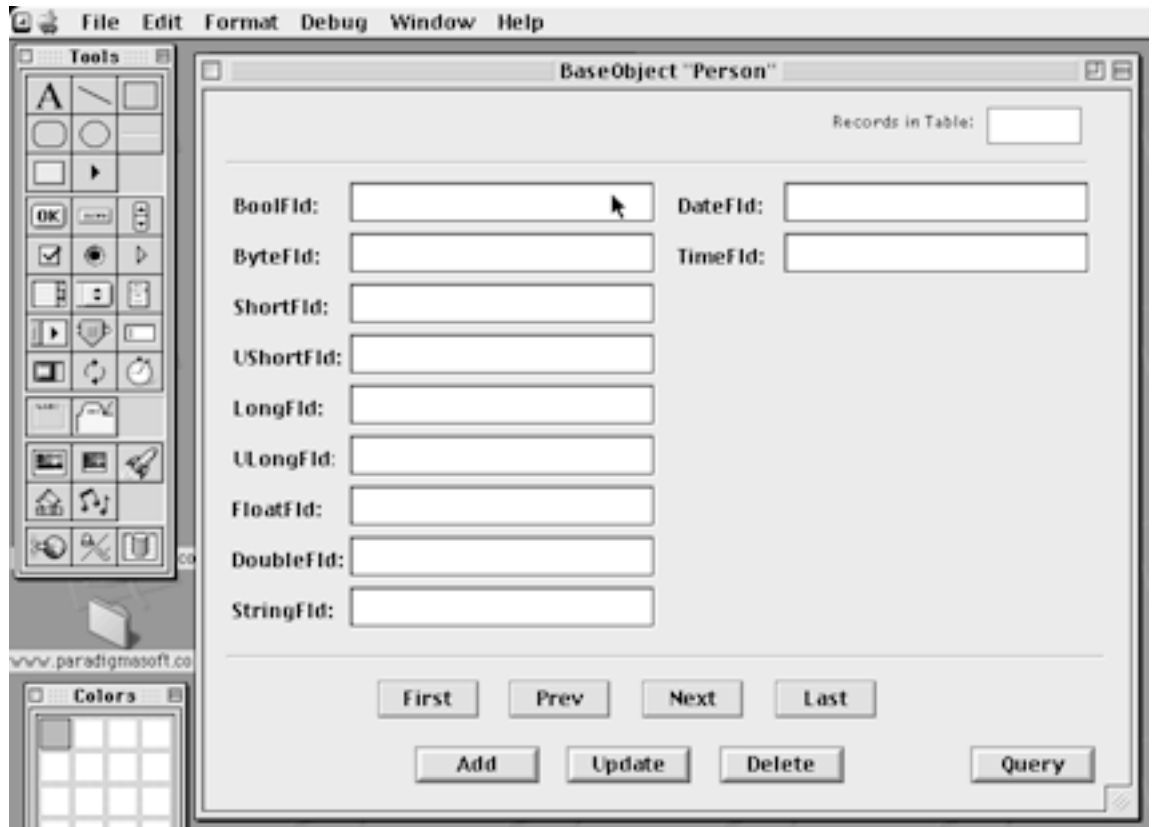 File Edit Format Debug Window Help
Tools
BaseObject "Person"
Records in Table:
A
BoolFld:
DateFld:
OK
ByteFld:
TimeFld:
ShortFld:
UShortFld:
LongFld:
ULongFld:
FloatFld:
DoubleFld:
co
StringFld:
www.paradigmasoft.co
First Prev Next Last
Colors
Add Update Delete Query